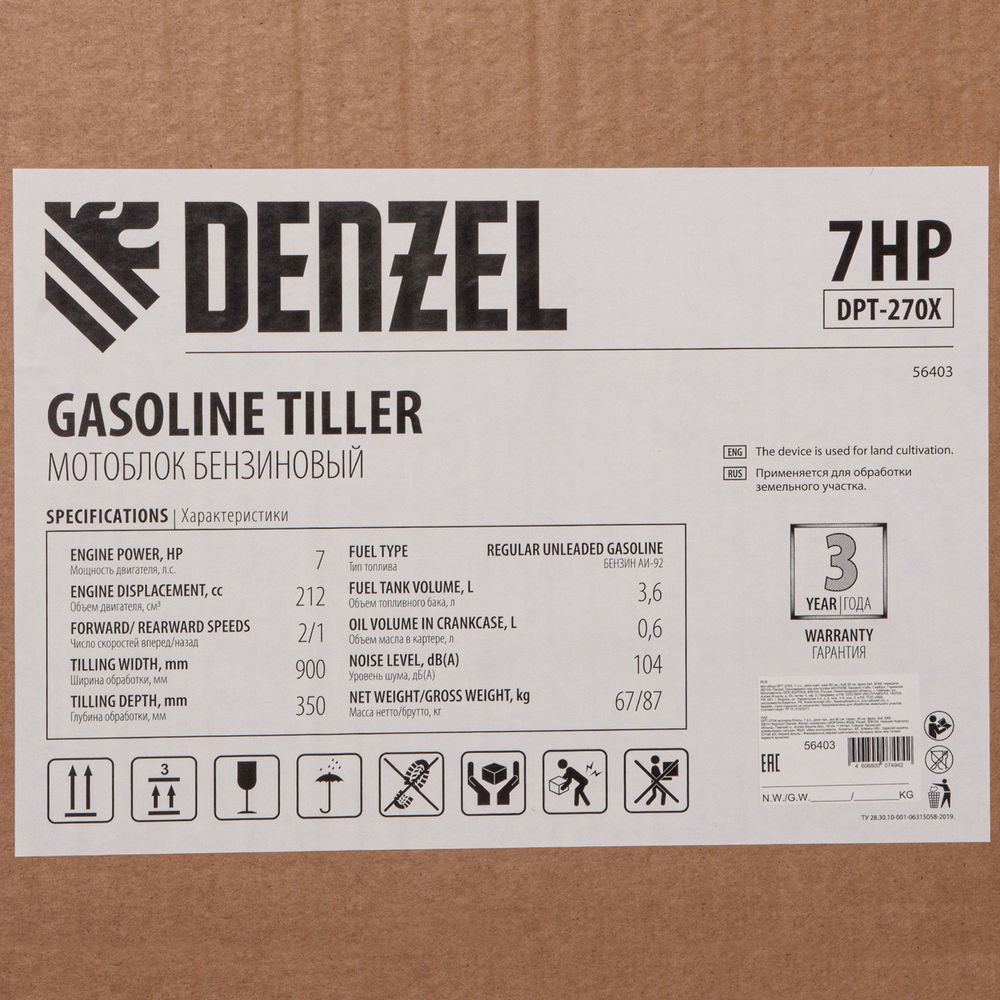 DENZEL
7HP
DPT-270X
56403
GASOLINE TILLER
МОТОБЛОК БЕНЗИНОВЫЙ
ENG The device is used for land cultivation.
RUS Применяется для обработки
земельного участка.
SPECIFICATIONS | Характеристики
ENGINE POWER, HP 7
Мощность двигателя, л.с.
ENGINE DISPLACEMENT, cc 212
Объем двигателя, см³
FORWARD/ REARWARD SPEEDS 2/1
Число скоростей вперед/назад
TILLING WIDTH, mm 900
Ширина обработки, мм
TILLING DEPTH, mm 350
Глубина обработки, мм
FUEL TYPE REGULAR UNLEADED GASOLINE
Тип топлива БЕНЗИН АИ-92
FUEL TANK VOLUME, L 3,6
Объем топливного бака, л
OIL VOLUME IN CRANKCASE, L 0,6
Объем масла в картере, л
NOISE LEVEL, dB(A) 104
Уровень шума, дБ(А)
NET WEIGHT/GROSS WEIGHT, kg 67/87
Масса нетто/брутто, кг
3
YEAR | ГОДА
WARRANTY
ГАРАНТИЯ
3
56403
4 606800 074942
EAC
N.W./G.W.______/______KG
ТУ 28.30.10-001-06315058-2019.